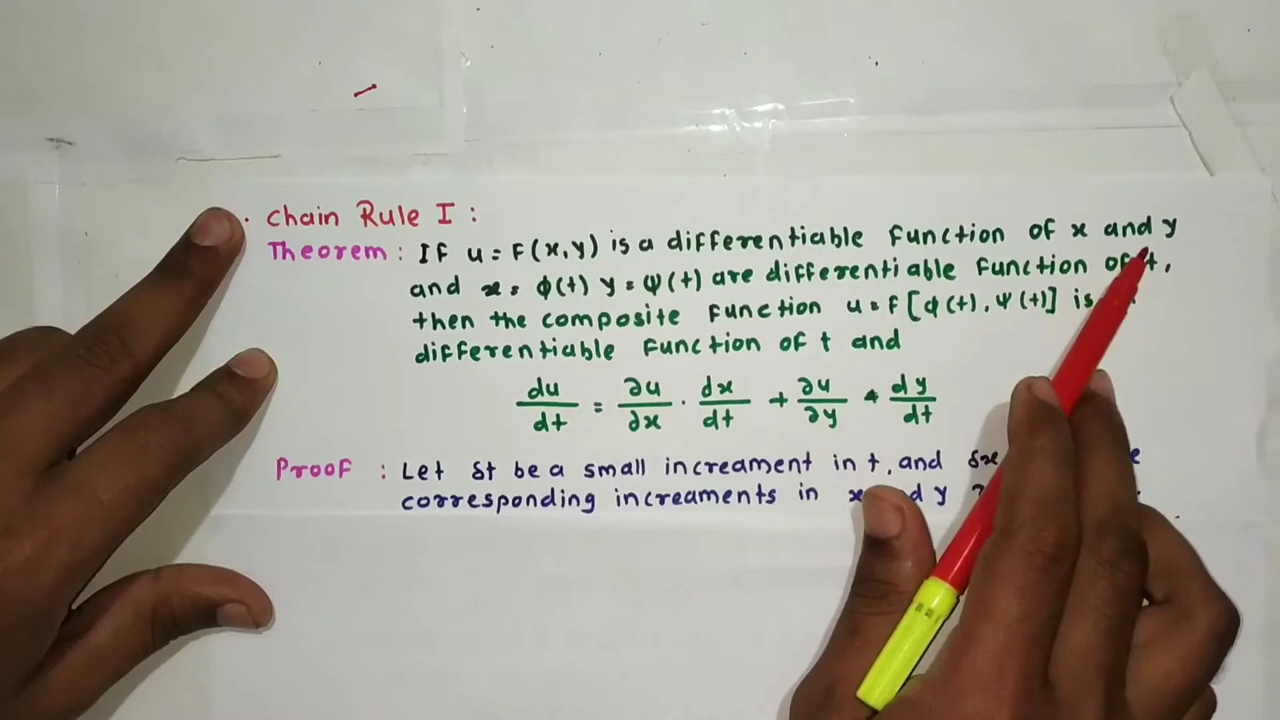 Chain Rule I :
Theorem : If u = F(x,y) is a differentiable function of x and y
and x = φ(t) y = ψ(t) are differentiable function of t,
then the composite function u = F[φ(t), ψ(t)] is
differentiable function of t and
du/dt = ∂u/∂x · dx/dt + ∂u/∂y · dy/dt
Proof : Let δt be a small increament in t, and δx
corresponding increaments in x y